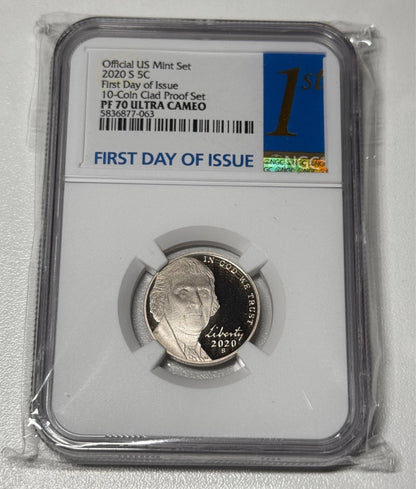 Official US Mint Set
2020 S 5C
First Day of Issue
10-Coin Clad Proof Set
PF 70 ULTRA CAMEO
5836877-063
FIRST DAY OF ISSUE
1st
NGC
IN GOD WE TRUST
Liberty
2020
S